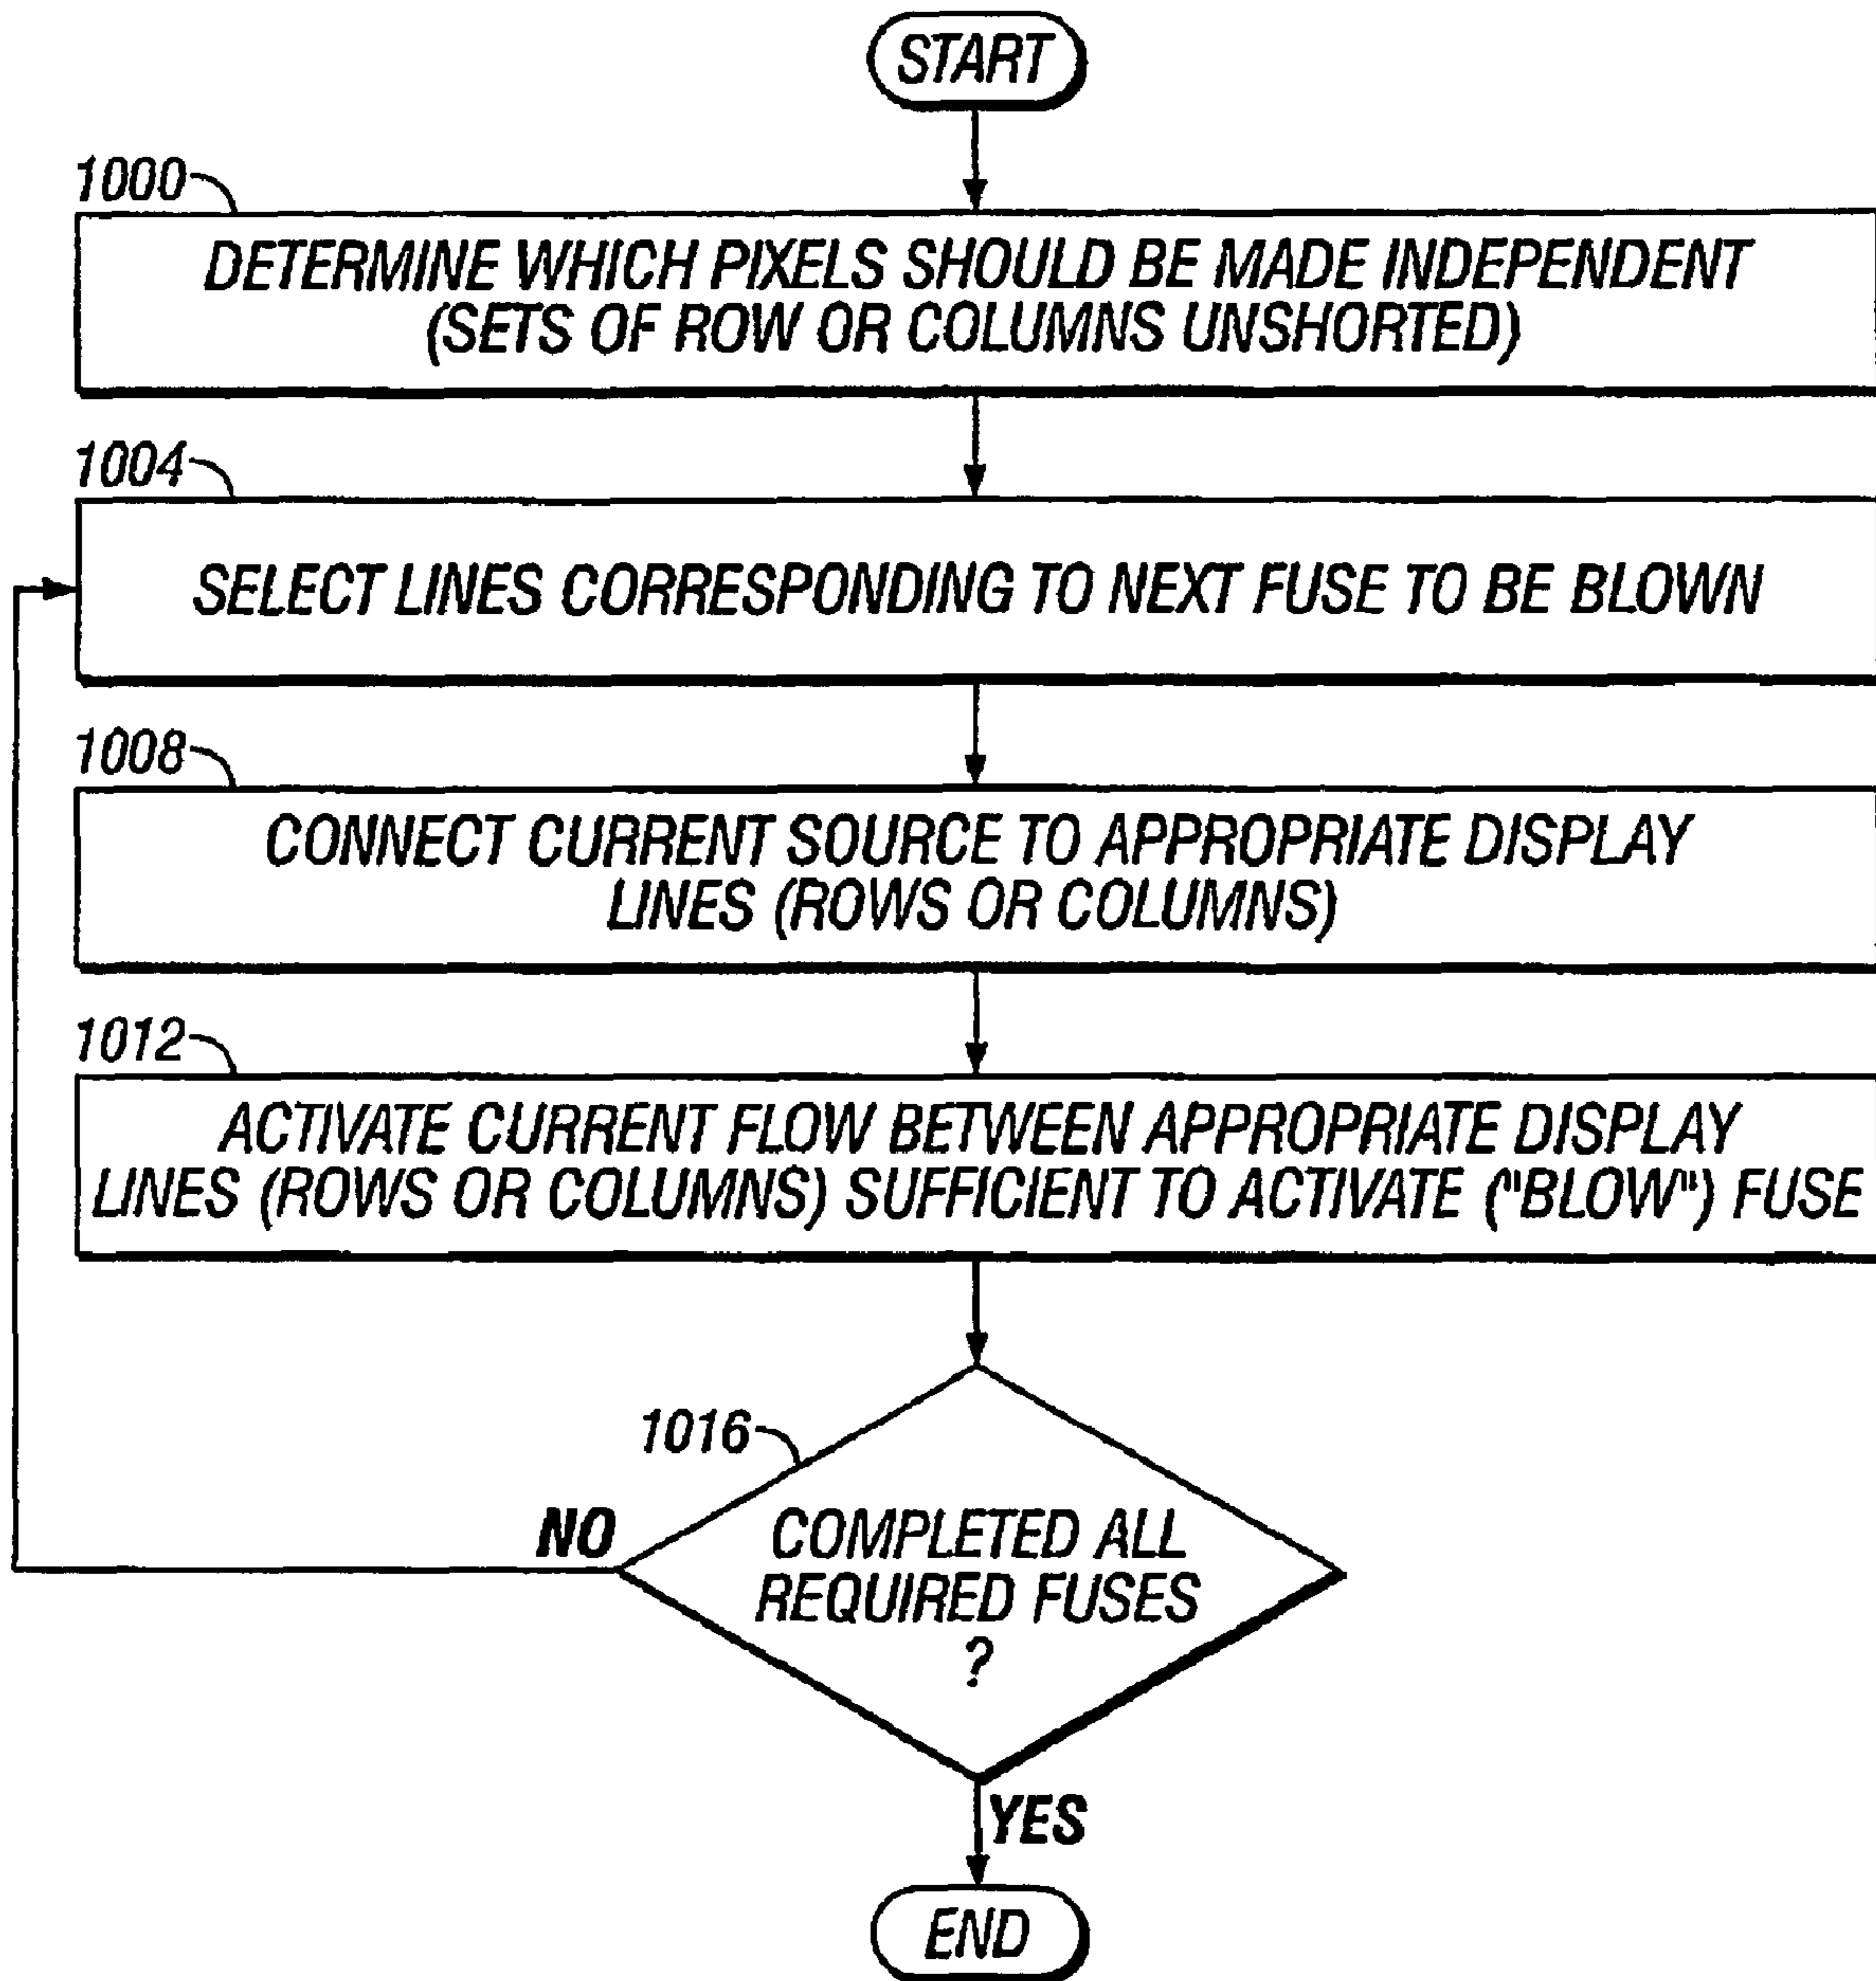 START
1000
DETERMINE WHICH PIXELS SHOULD BE MADE INDEPENDENT
(SETS OF ROW OR COLUMNS UNSHORTED)
1004
SELECT LINES CORRESPONDING TO NEXT FUSE TO BE BLOWN
1008
CONNECT CURRENT SOURCE TO APPROPRIATE DISPLAY
LINES (ROWS OR COLUMNS)
1012
ACTIVATE CURRENT FLOW BETWEEN APPROPRIATE DISPLAY
LINES (ROWS OR COLUMNS) SUFFICIENT TO ACTIVATE ("BLOW") FUSE
1016
NO
COMPLETED ALL
REQUIRED FUSES
?
YES
END